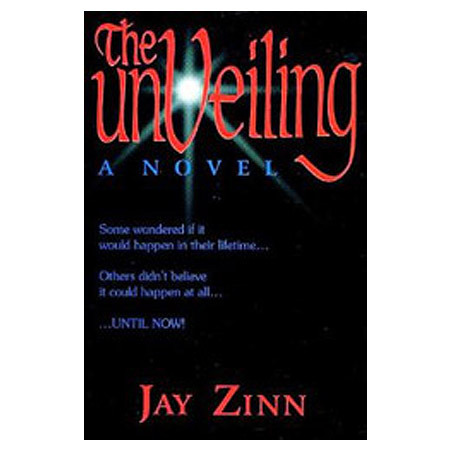 The
unVeiling
A NOVEL
Some wondered if it
would happen in their lifetime...
Others didn't believe
it could happen at all...
...UNTIL NOW!
JAY ZINN